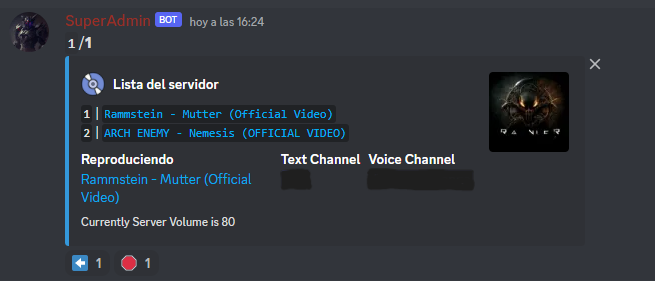 SuperAdmin BOT hoy a las 16:24
1 /1
Lista del servidor
1 | Rammstein - Mutter (Official Video)
2 | ARCH ENEMY - Nemesis (OFFICIAL VIDEO)
Reproduciendo Text Channel Voice Channel
Rammstein - Mutter (Official
Video)
Currently Server Volume is 80
1 1